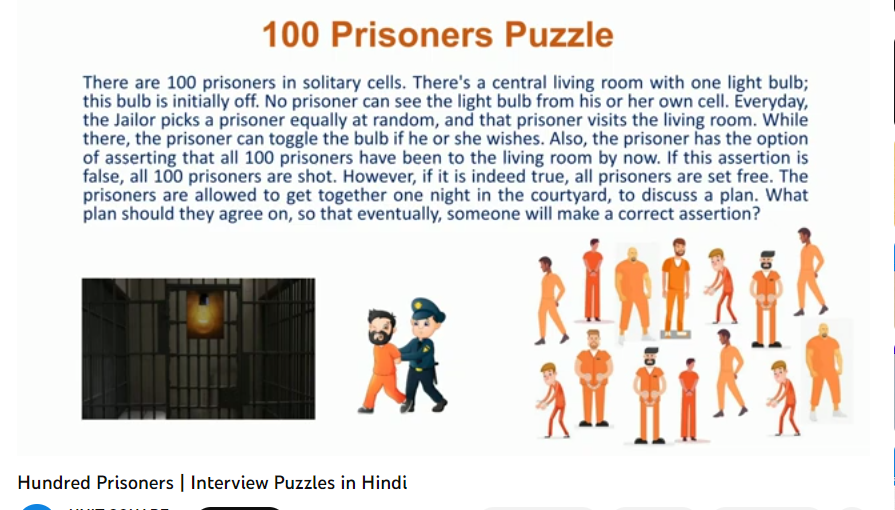 100 Prisoners Puzzle
There are 100 prisoners in solitary cells. There's a central living room with one light bulb;
this bulb is initially off. No prisoner can see the light bulb from his or her own cell. Everyday,
the Jailor picks a prisoner equally at random, and that prisoner visits the living room. While
there, the prisoner can toggle the bulb if he or she wishes. Also, the prisoner has the option
of asserting that all 100 prisoners have been to the living room by now. If this assertion is
false, all 100 prisoners are shot. However, if it is indeed true, all prisoners are set free. The
prisoners are allowed to get together one night in the courtyard, to discuss a plan. What
plan should they agree on, so that eventually, someone will make a correct assertion?
Hundred Prisoners | Interview Puzzles in Hindi